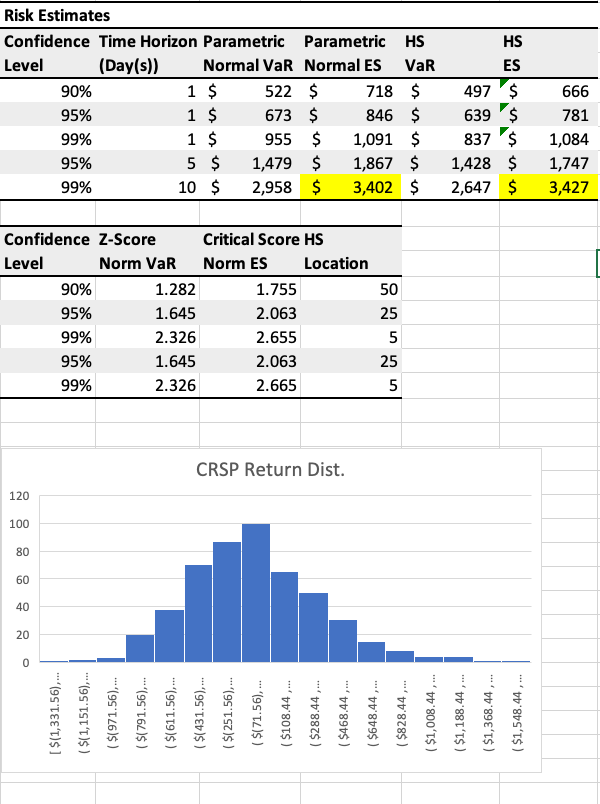 Risk Estimates
Confidence Time Horizon Parametric Parametric HS HS
Level (Day(s)) Normal VaR Normal ES VaR ES
90% 1 $ 522 $ 718 $ 497 $ 666
95% 1 $ 673 $ 846 $ 639 $ 781
99% 1 $ 955 $ 1,091 $ 837 $ 1,084
95% 5 $ 1,479 $ 1,867 $ 1,428 $ 1,747
99% 10 $ 2,958 $ 3,402 $ 2,647 $ 3,427
Confidence Z-Score Critical Score HS
Level Norm VaR Norm ES Location
90% 1.282 1.755 50
95% 1.645 2.063 25
99% 2.326 2.655 5
95% 1.645 2.063 25
99% 2.326 2.665 5
CRSP Return Dist.
120
100
80
60
40
20
0
[ $(1,331.56),...
( $(1,151.56),...
( $(971.56),...
( $(791.56),...
( $(611.56),...
( $(431.56),...
( $(251.56),...
( $(71.56), ...
( $108.44 ,...
( $288.44 ,...
( $468.44 ,...
( $648.44 ,...
( $828.44 ,...
( $1,008.44 ,...
( $1,188.44 ,...
( $1,368.44 ,...
( $1,548.44 ,...